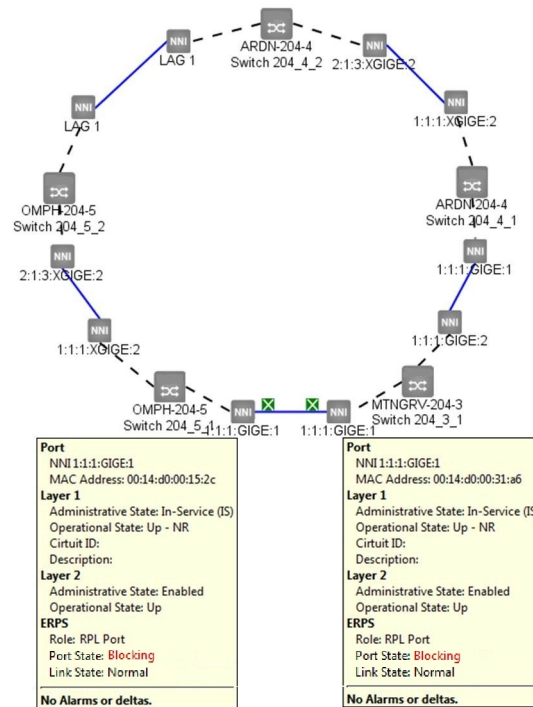 NNI
LAG 1
ARDN-204-4
Switch 204_4_2
NNI
2:1:3:XGIGE:2
NNI
LAG 1
NNI
1:1:1:XGIGE:2
OMPH-204-5
Switch 204_5_2
ARDN-204-4
Switch 204_4_1
NNI
2:1:3:XGIGE:2
NNI
1:1:1:GIGE:1
NNI
1:1:1:XGIGE:2
NNI
1:1:1:GIGE:2
OMPH-204-5
Switch 204_5_1
NNI
1:1:1:GIGE:1
NNI
1:1:1:GIGE:1
MTNGRV-204-3
Switch 204_3_1
Port
NNI 1:1:1:GIGE:1
MAC Address: 00:14:d0:00:15:2c
Layer 1
Administrative State: In-Service (IS)
Operational State: Up - NR
Cirtuit ID:
Description:
Layer 2
Administrative State: Enabled
Operational State: Up
ERPS
Role: RPL Port
Port State: Blocking
Link State: Normal
No Alarms or deltas.
Port
NNI 1:1:1:GIGE:1
MAC Address: 00:14:d0:00:31:a6
Layer 1
Administrative State: In-Service (IS
Operational State: Up - NR
Cirtuit ID:
Description:
Layer 2
Administrative State: Enabled
Operational State: Up
ERPS
Role: RPL Port
Port State: Blocking
Link State: Normal
No Alarms or deltas.